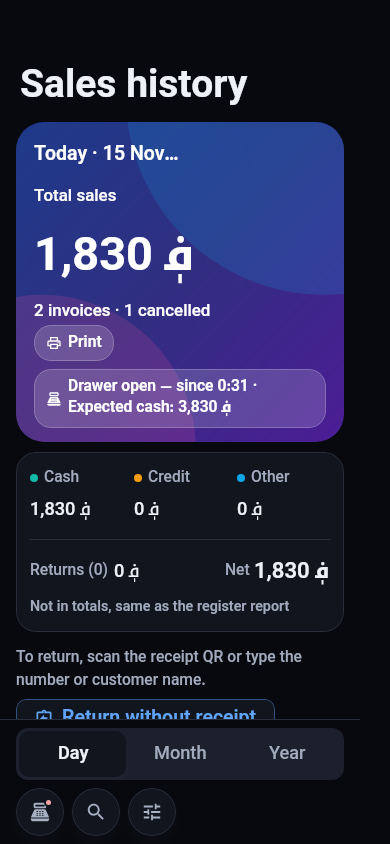 Sales history
Today · 15 Nov…
Total sales
1,830
2 invoices · 1 cancelled
Print
Drawer open — since 0:31 ·
Expected cash: 3,830
Cash
Credit
Other
1,830
0
0
Returns (0) 0
Net 1,830
Not in totals, same as the register report
To return, scan the receipt QR or type the
number or customer name.
Return without receipt
Day
Month
Year